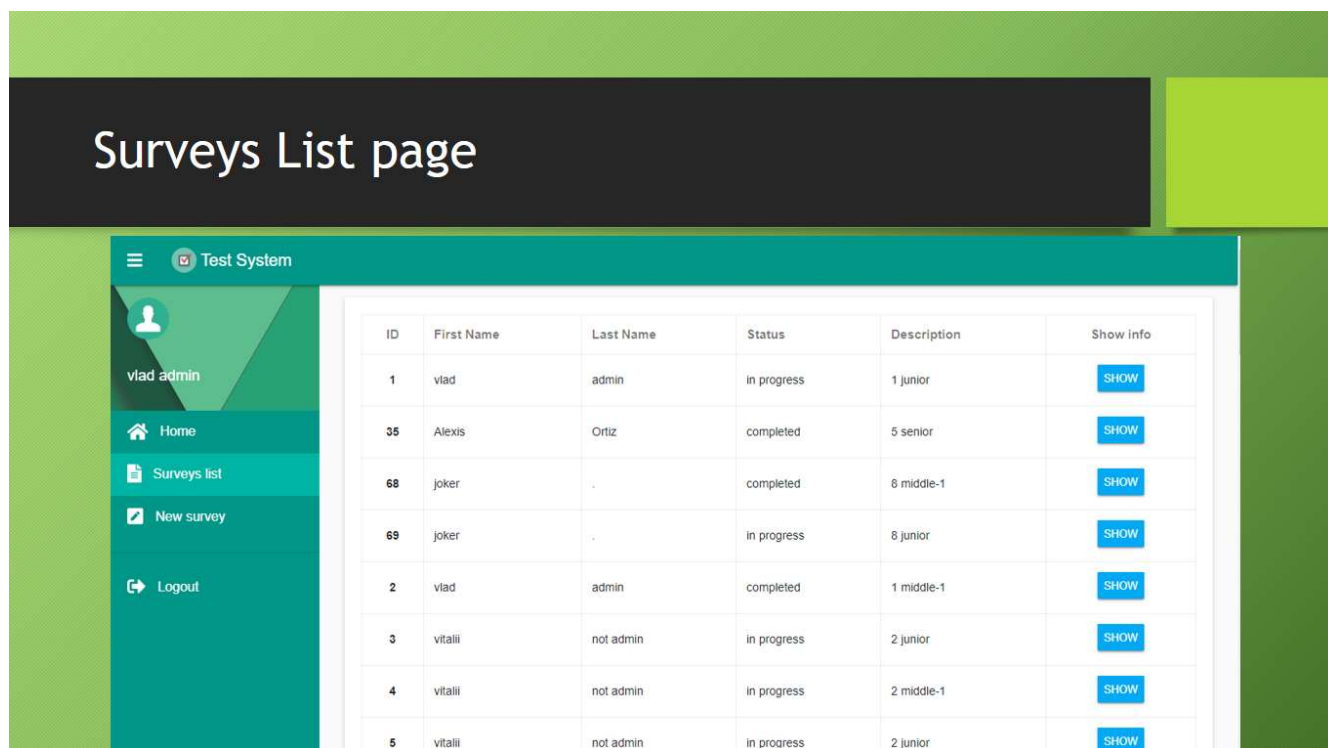 Surveys List page
Test System
vlad admin
Home
Surveys list
New survey
Logout
ID First Name Last Name Status Description Show info
1 vlad admin in progress 1 junior SHOW
35 Alexis Ortiz completed 5 senior SHOW
68 joker . completed 8 middle-1 SHOW
69 joker . in progress 8 junior SHOW
2 vlad admin completed 1 middle-1 SHOW
3 vitalii not admin in progress 2 junior SHOW
4 vitalii not admin in progress 2 middle-1 SHOW
5 vitalii not admin in progress 2 junior SHOW